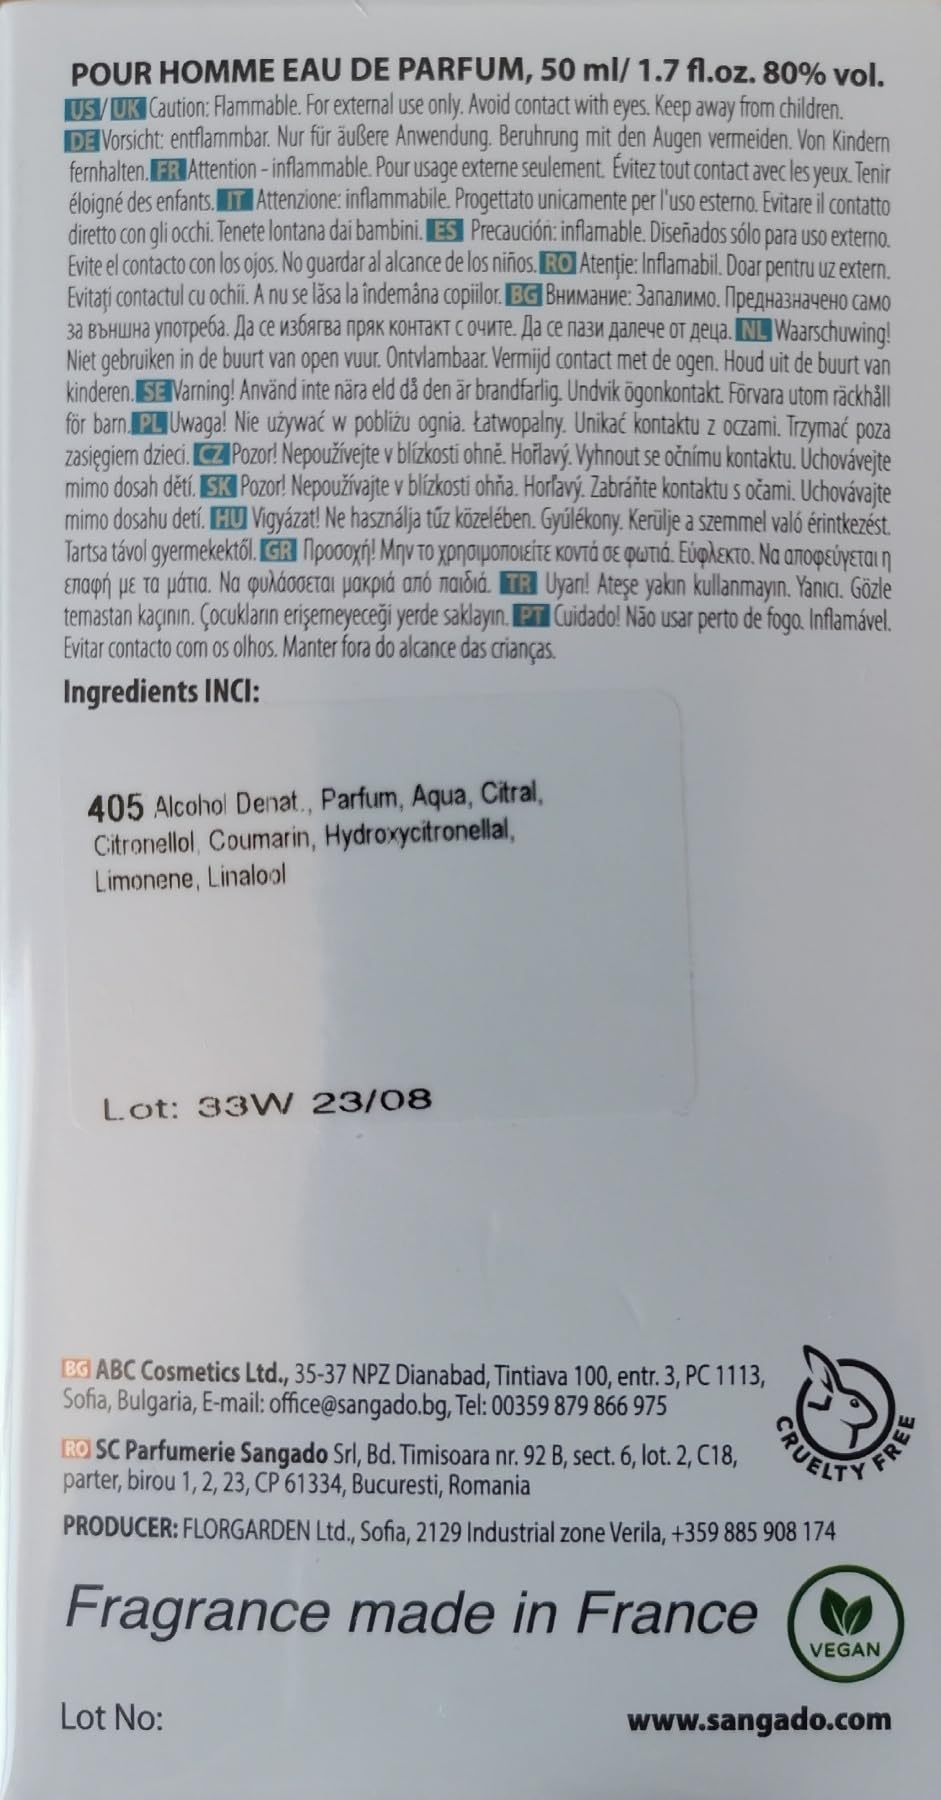 POUR HOMME EAU DE PARFUM, 50 ml/ 1.7 fl.oz. 80% vol.
US/UK Caution: Flammable. For external use only. Avoid contact with eyes. Keep away from children.
DE Vorsicht: entflammbar. Nur für äußere Anwendung. Beruhrung mit den Augen vermeiden. Von Kindern
fernhalten. FR Attention - inflammable. Pour usage externe seulement. Évitez tout contact avec les yeux. Tenir
éloigné des enfants. IT Attenzione: inflammabile. Progettato unicamente per l'uso esterno. Evitare il contatto
diretto con gli occhi. Tenete lontana dai bambini. ES Precaución: inflamable. Diseñados sólo para uso externo.
Evite el contacto con los ojos. No guardar al alcance de los niños. RO Atenție: Inflamabil. Doar pentru uz extern.
Evitați contactul cu ochii. A nu se lăsa la îndemâna copiilor. BG Внимание: Запалимо. Предназначено само
за външна употреба. Да се избягва пряк контакт с очите. Да се пази далече от деца. NL Waarschuwing!
Niet gebruiken in de buurt van open vuur. Ontvlambaar. Vermijd contact met de ogen. Houd uit de buurt van
kinderen. SE Varning! Använd inte nära eld då den är brandfarlig. Undvik ögonkontakt. Förvara utom räckhåll
för barn. PL Uwaga! Nie używać w pobliżu ognia. Łatwopalny. Unikać kontaktu z oczami. Trzymać poza
zasięgiem dzieci. CZ Pozor! Nepoužívejte v blízkosti ohně. Hořlavý. Vyhnout se očnímu kontaktu. Uchovávejte
mimo dosah dětí. SK Pozor! Nepoužívajte v blízkosti ohňa. Horľavý. Zabráňte kontaktu s očami. Uchovávajte
mimo dosahu detí. HU Vigyázat! Ne használja tűz közelében. Gyúlékony. Kerülje a szemmel való érintkezést.
Tartsa távol gyermekektől. GR Προσοχή! Μην το χρησιμοποιείτε κοντά σε φωτιά. Εύφλεκτο. Να αποφεύγεται η
επαφή με τα μάτια. Να φυλάσσεται μακριά από παιδιά. TR Uyarı! Ateşe yakın kullanmayın. Yanıcı. Gözle
temastan kaçının. Çocukların erişemeyeceği yerde saklayın. PT Cuidado! Não usar perto de fogo. Inflamável.
Evitar contacto com os olhos. Manter fora do alcance das crianças.
Ingredients INCI:
405 Alcohol Denat., Parfum, Aqua, Citral,
Citronellol, Coumarin, Hydroxycitronellal,
Limonene, Linalool
Lot: 33W 23/08
BG ABC Cosmetics Ltd., 35-37 NPZ Dianabad, Tintiava 100, entr. 3, PC 1113,
Sofia, Bulgaria, E-mail: office@sangado.bg, Tel: 00359 879 866 975
RO SC Parfumerie Sangado Srl, Bd. Timisoara nr. 92 B, sect. 6, lot. 2, C18,
parter, birou 1, 2, 23, CP 61334, Bucuresti, Romania
CRUELTY FREE
PRODUCER: FLORGARDEN Ltd., Sofia, 2129 Industrial zone Verila, +359 885 908 174
Fragrance made in France
VEGAN
Lot No:
www.sangado.com